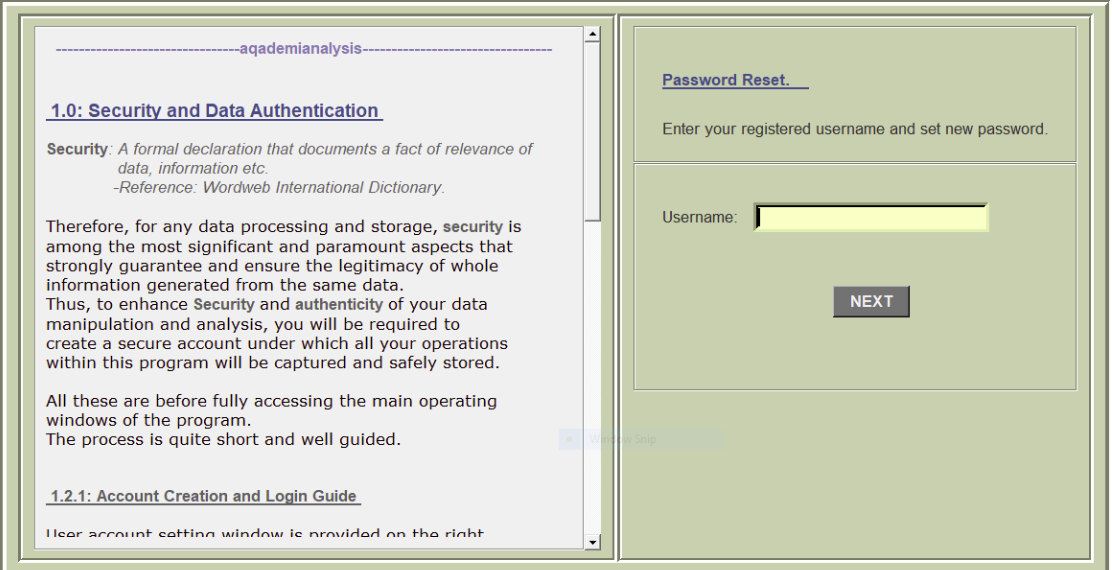 --------------------------------aqademianalysis---------------------------------
1.0: Security and Data Authentication
Security: A formal declaration that documents a fact of relevance of
data, information etc.
-Reference: Wordweb International Dictionary.
Therefore, for any data processing and storage, security is
among the most significant and paramount aspects that
strongly guarantee and ensure the legitimacy of whole
information generated from the same data.
Thus, to enhance Security and authenticity of your data
manipulation and analysis, you will be required to
create a secure account under which all your operations
within this program will be captured and safely stored.
All these are before fully accessing the main operating
windows of the program.
The process is quite short and well guided.
1.2.1: Account Creation and Login Guide
User account setting window is provided on the right
Password Reset.
Enter your registered username and set new password.
Username:
NEXT
Window Snip